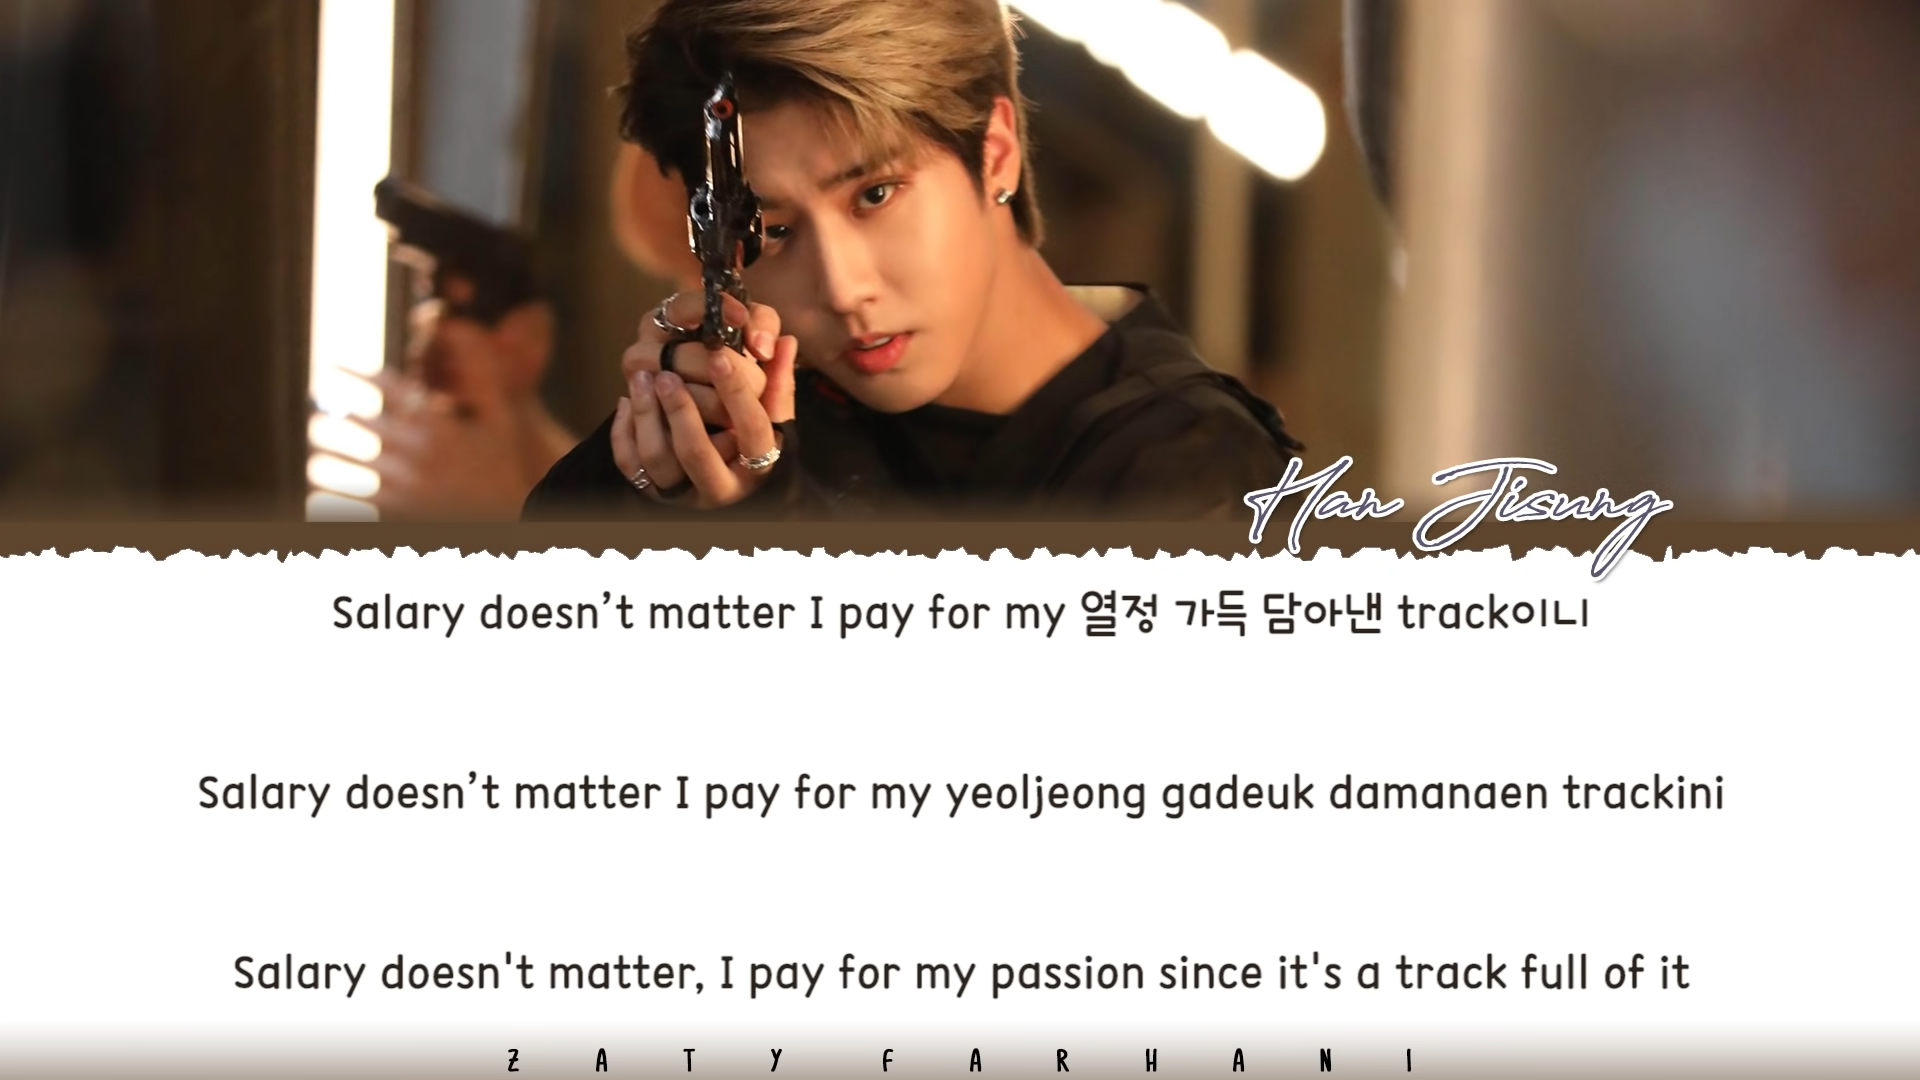 Han Jisung
Salary doesn’t matter I pay for my 열정 가득 담아낸 track이니
Salary doesn’t matter I pay for my yeoljeong gadeuk damanaen trackini
Salary doesn't matter, I pay for my passion since it's a track full of it
ZATY FARHANI